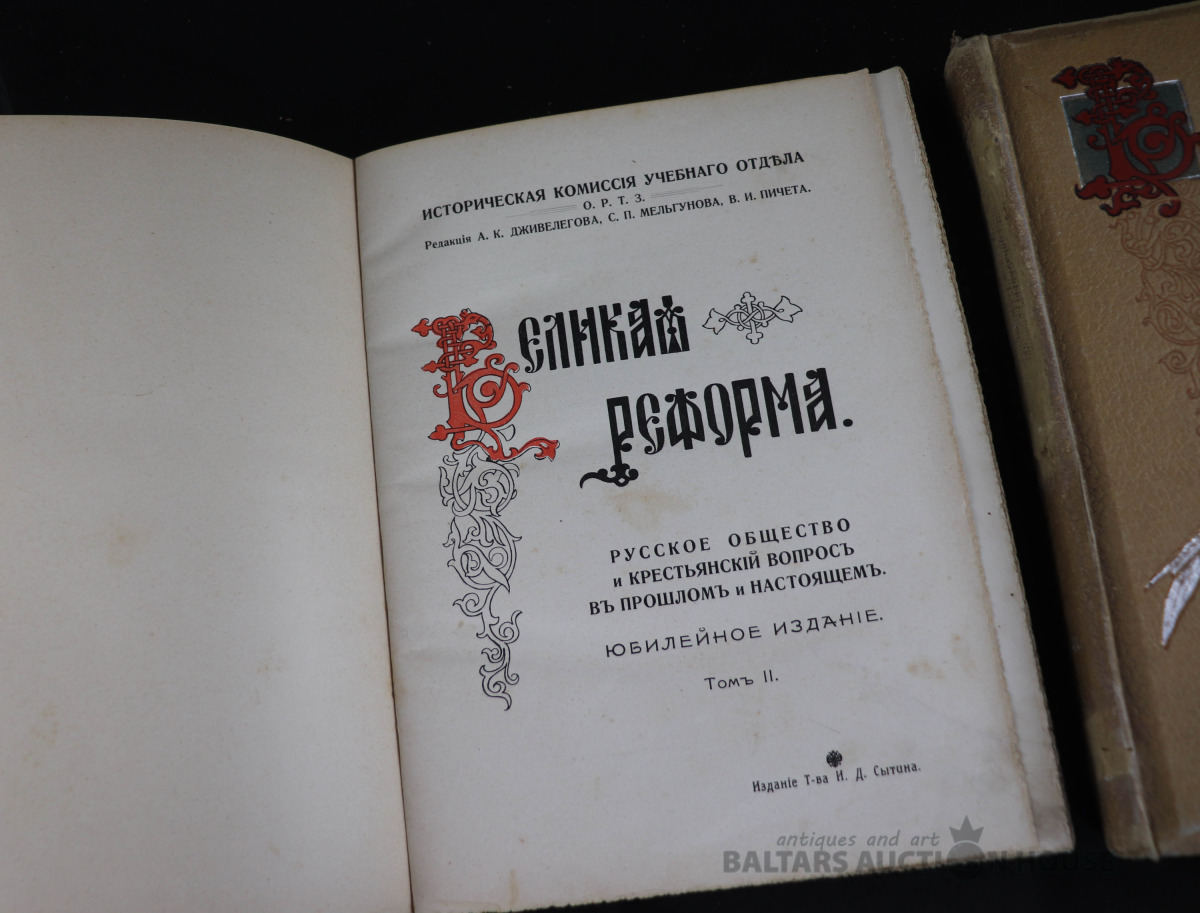 ИСТОРИЧЕСКАЯ КОМИССІЯ УЧЕБНАГО ОТДѢЛА
О. Р. Т. З.
Редакція А. К. ДЖИВЕЛЕГОВА, С. П. МЕЛЬГУНОВА, В. И. ПИЧЕТА.
ВЕЛИКАЯ
РЕФОРМА.
РУССКОЕ ОБЩЕСТВО
и КРЕСТЬЯНСКІЙ ВОПРОСЪ
ВЪ ПРОШЛОМЪ и НАСТОЯЩЕМЪ.
ЮБИЛЕЙНОЕ ИЗДАНІЕ.
Томъ II.
Изданіе Т-ва И. Д. Сытина.
antiques and art
BALTARS AUCTION HOUSE